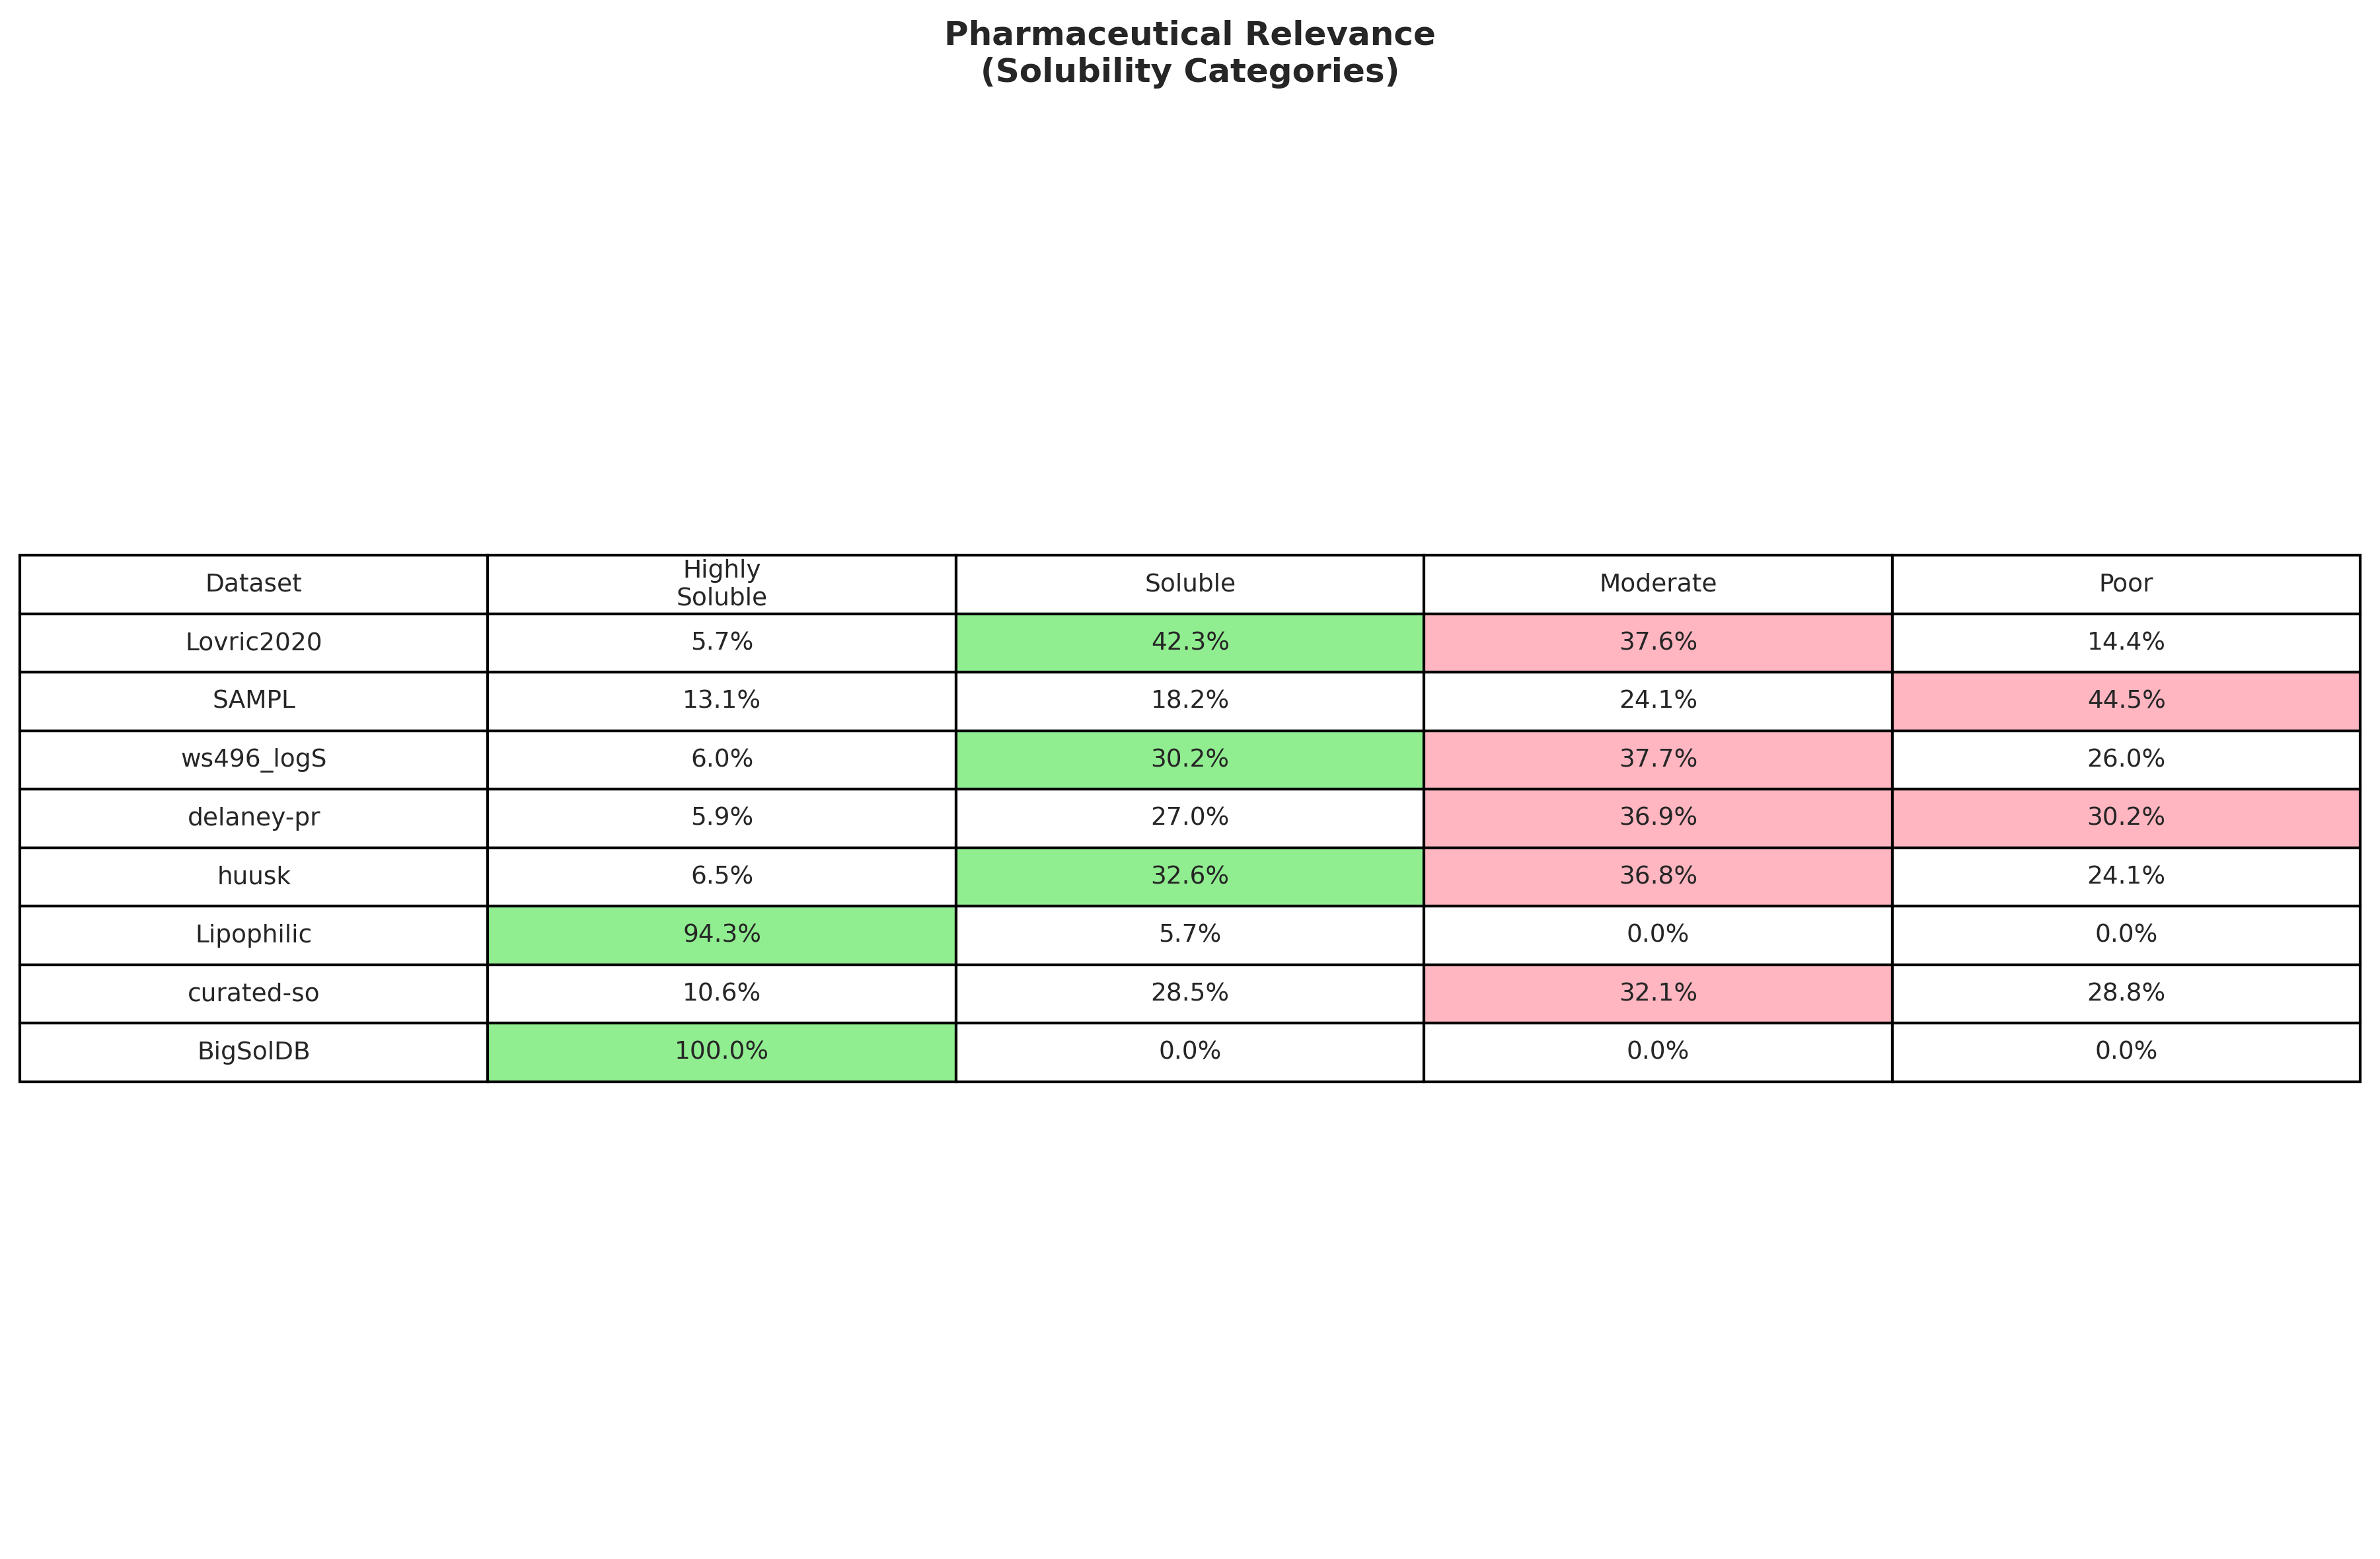 Pharmaceutical Relevance
(Solubility Categories)
Dataset Highly Soluble Soluble Moderate Poor
Lovric2020 5.7% 42.3% 37.6% 14.4%
SAMPL 13.1% 18.2% 24.1% 44.5%
ws496_logS 6.0% 30.2% 37.7% 26.0%
delaney-pr 5.9% 27.0% 36.9% 30.2%
huusk 6.5% 32.6% 36.8% 24.1%
Lipophilic 94.3% 5.7% 0.0% 0.0%
curated-so 10.6% 28.5% 32.1% 28.8%
BigSolDB 100.0% 0.0% 0.0% 0.0%